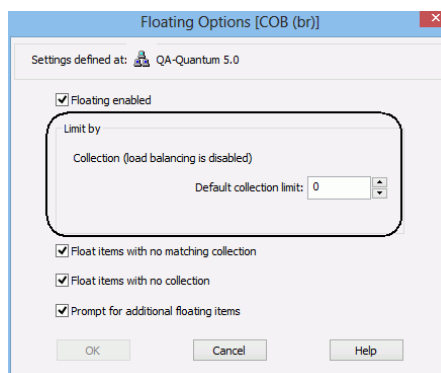 Floating Options [COB (br)]
Settings defined at: QA-Quantum 5.0
Floating enabled
Limit by
Collection (load balancing is disabled)
Default collection limit: 0
Float items with no matching collection
Float items with no collection
Prompt for additional floating items
OK Cancel Help